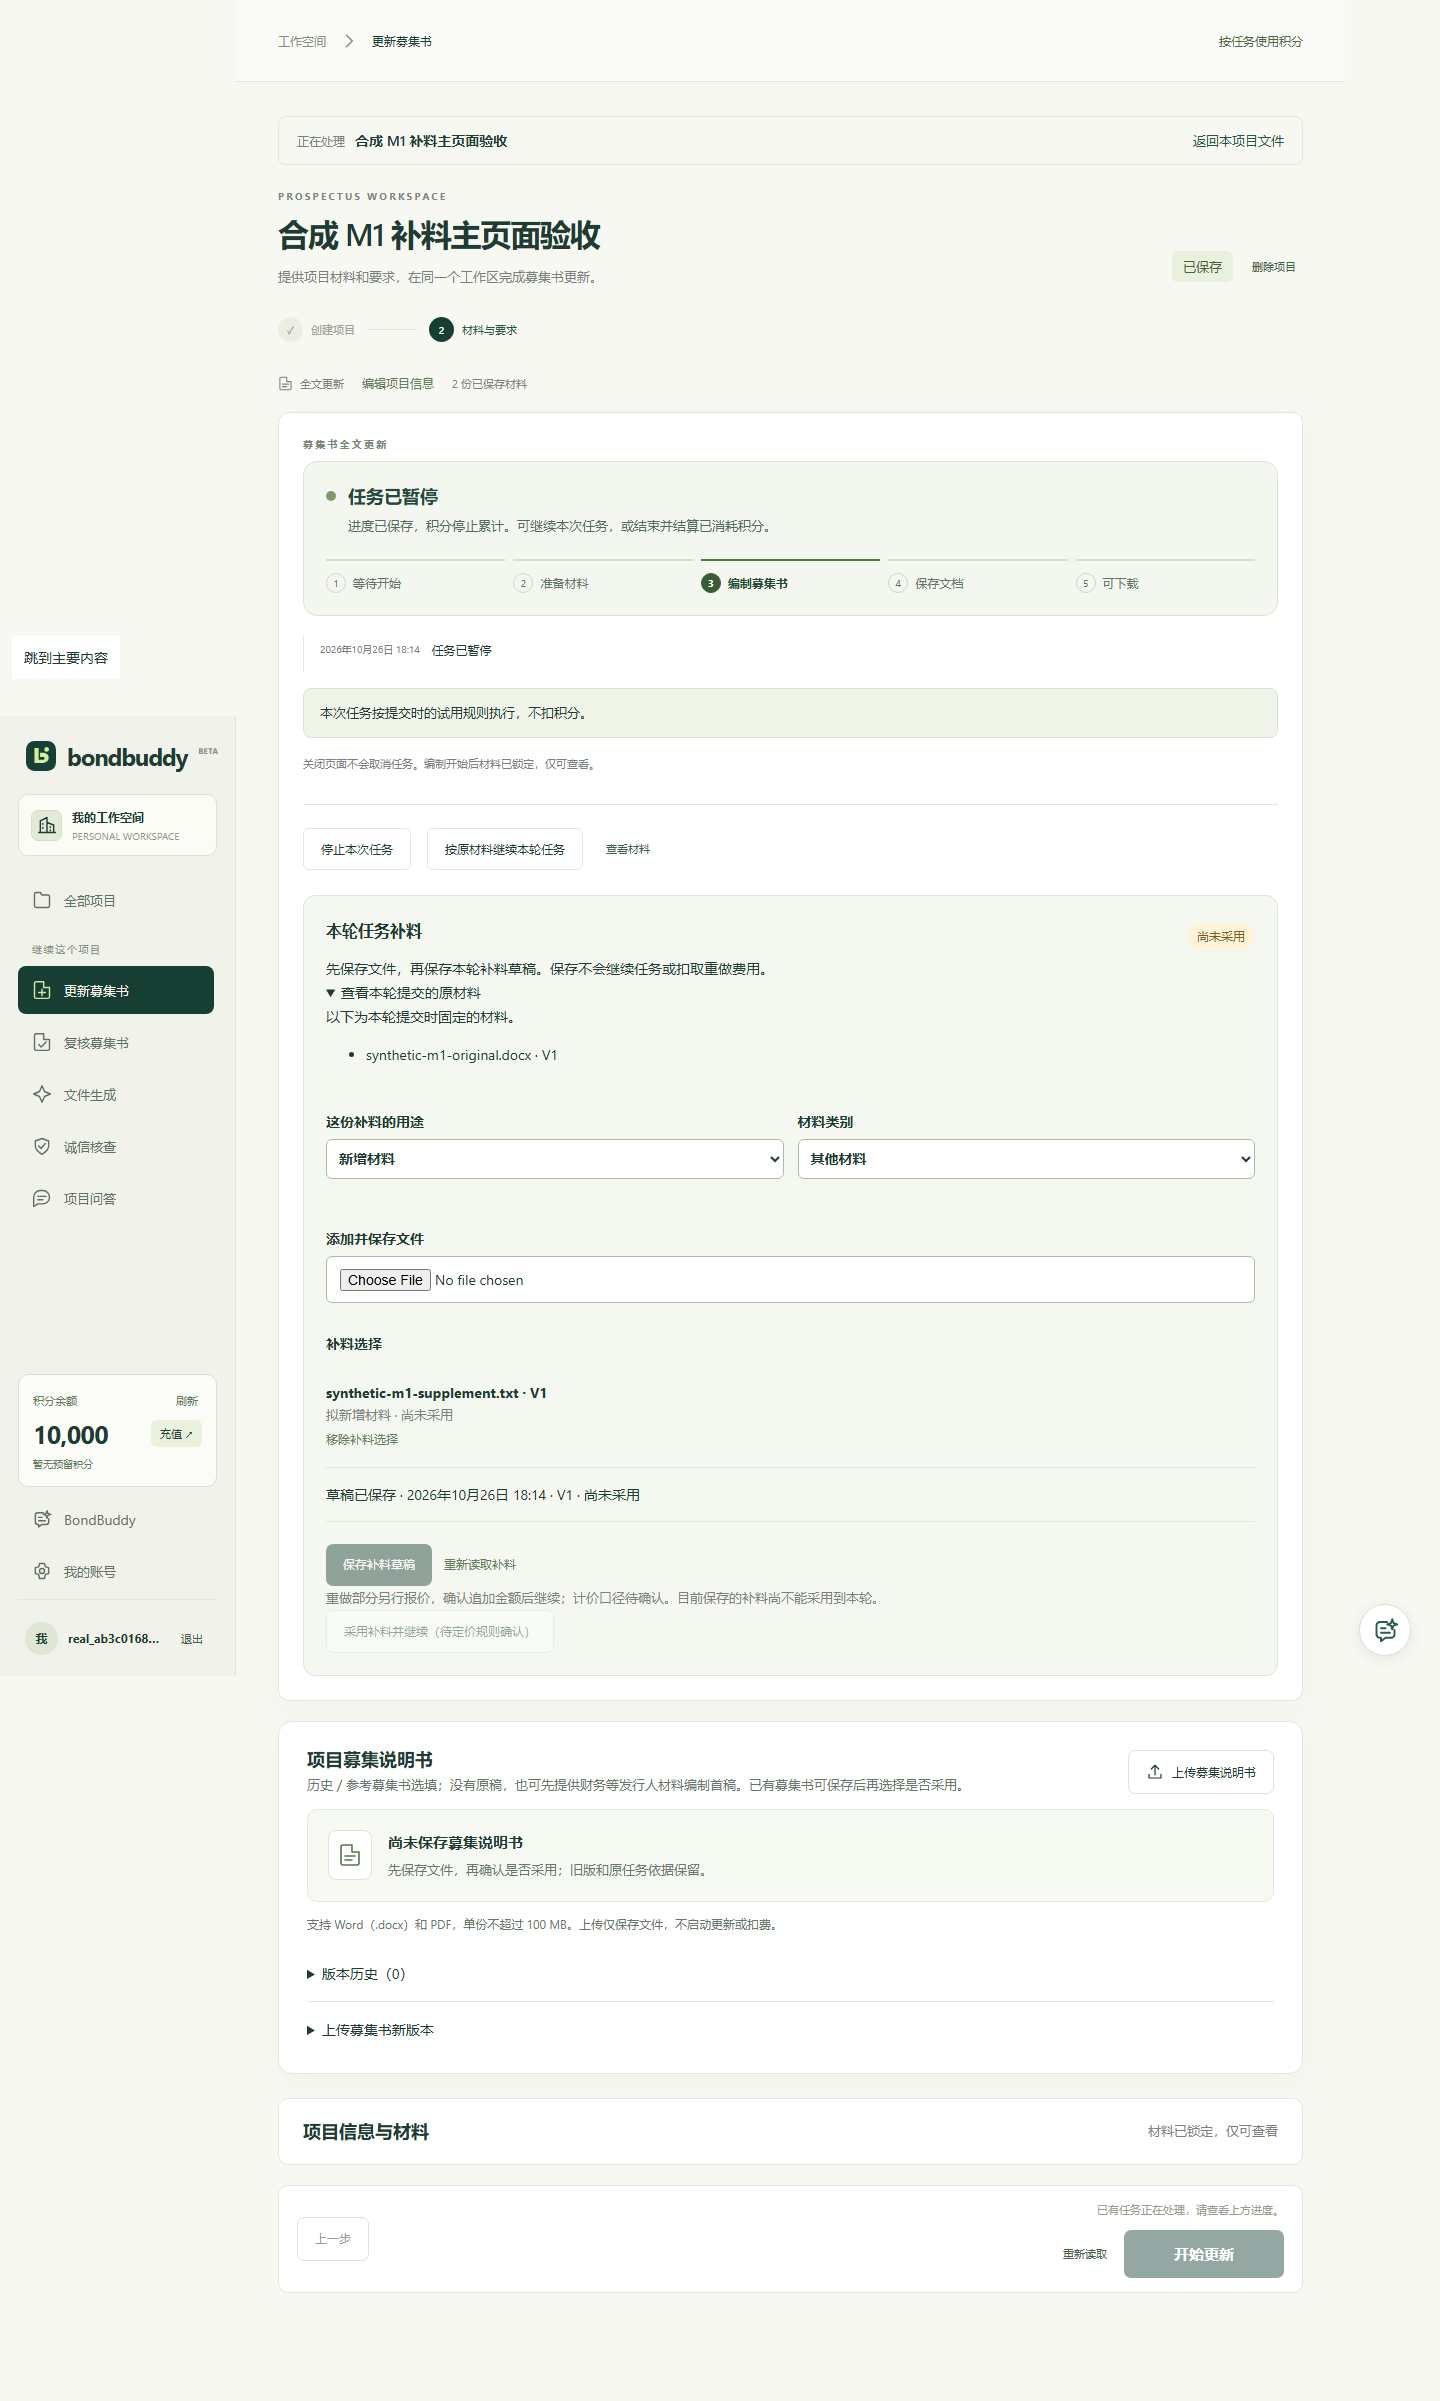 工作空间
更新募集书
按任务使用积分
正在处理 合成 M1 补料主页面验收
返回本项目文件
PROSPECTUS WORKSPACE
合成 M1 补料主页面验收
提供项目材料和要求，在同一个工作区完成募集书更新。
已保存
删除项目
✓ 创建项目
2 材料与要求
全文更新
编辑项目信息
2 份已保存材料
募集书全文更新
任务已暂停
进度已保存，积分停止累计。可继续本次任务，或结束并结算已消耗积分。
1 等待开始
2 准备材料
3 编制募集书
4 保存文档
5 可下载
2026年10月26日 18:14 任务已暂停
本次任务按提交时的试用规则执行，不扣积分。
关闭页面不会取消任务。编制开始后材料已锁定，仅可查看。
停止本次任务
按原材料继续本轮任务
查看材料
本轮任务补料
尚未采用
先保存文件，再保存本轮补料草稿。保存不会继续任务或扣取重做费用。
▼ 查看本轮提交的原材料
以下为本轮提交时固定的材料。
• synthetic-m1-original.docx · V1
这份补料的用途
新增材料
材料类别
其他材料
添加并保存文件
Choose File No file chosen
补料选择
synthetic-m1-supplement.txt · V1
拟新增材料 · 尚未采用
移除补料选择
草稿已保存 · 2026年10月26日 18:14 · V1 · 尚未采用
保存补料草稿
重新读取补料
重做部分另行报价，确认追加金额后继续；计价口径待确认。目前保存的补料尚不能采用到本轮。
采用补料并继续（待定价规则确认）
项目募集说明书
历史 / 参考募集书选填；没有原稿，也可先提供财务等发行人材料编制首稿。已有募集书可保存后再选择是否采用。
上传募集说明书
尚未保存募集说明书
先保存文件，再确认是否采用；旧版和原任务依据保留。
支持 Word（.docx）和 PDF，单份不超过 100 MB。上传仅保存文件，不启动更新或扣费。
▶ 版本历史（0）
▶ 上传募集书新版本
项目信息与材料
材料已锁定，仅可查看
已有任务正在处理，请查看上方进度。
上一步
重新读取
开始更新
跳到主要内容
bondbuddy BETA
我的工作空间
PERSONAL WORKSPACE
全部项目
继续这个项目
更新募集书
复核募集书
文件生成
诚信核查
项目问答
积分余额
刷新
10,000
充值 ↗
暂无预留积分
BondBuddy
我的账号
我 real_ab3c0168...
退出